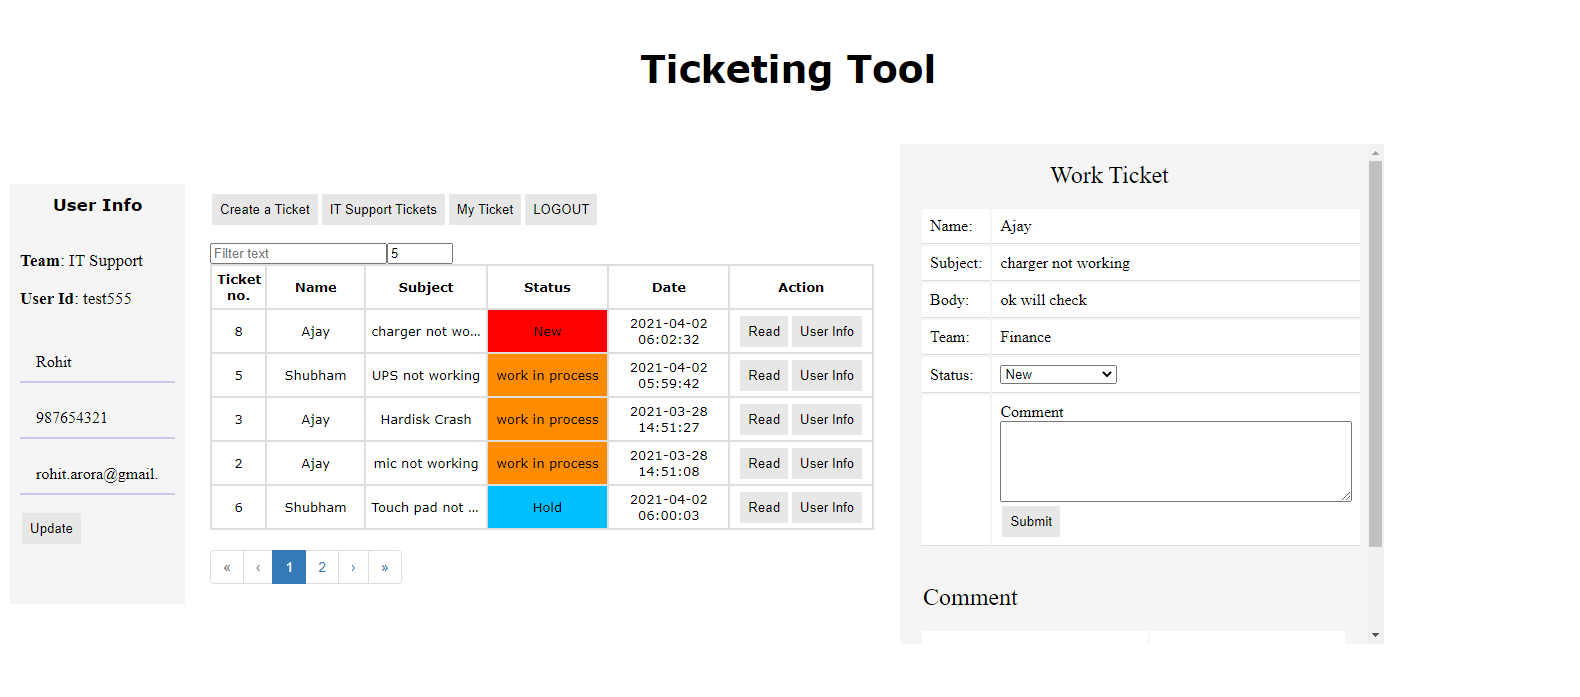 Ticketing Tool
User Info
Team: IT Support
User Id: test555
Rohit
987654321
rohit.arora@gmail.
Update
Create a Ticket IT Support Tickets My Ticket LOGOUT
Filter text 5
Ticket no. Name Subject Status Date Action
8 Ajay charger not wo... New 2021-04-02 06:02:32 Read User Info
5 Shubham UPS not working work in process 2021-04-02 05:59:42 Read User Info
3 Ajay Hardisk Crash work in process 2021-03-28 14:51:27 Read User Info
2 Ajay mic not working work in process 2021-03-28 14:51:08 Read User Info
6 Shubham Touch pad not ... Hold 2021-04-02 06:00:03 Read User Info
« ‹ 1 2 › »
Work Ticket
Name: Ajay
Subject: charger not working
Body: ok will check
Team: Finance
Status: New
Comment
Submit
Comment